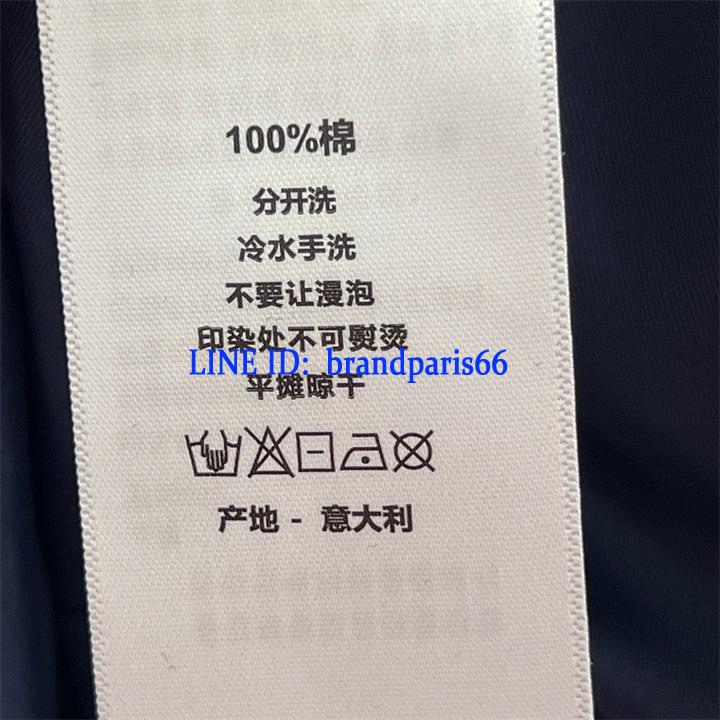 100%棉
分开洗
冷水手洗
不要让漫泡
印染处不可熨烫
LINE ID: brandparis66
平摊晾干
产地 - 意大利